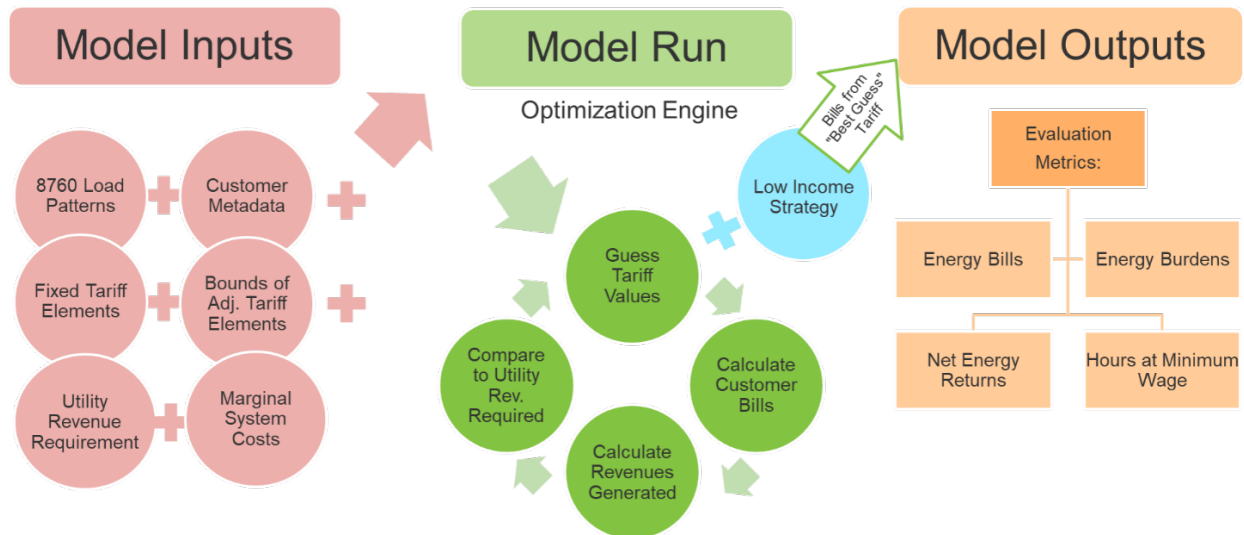 Model Inputs
8760 Load
Patterns
Customer
Metadata
Fixed Tariff
Elements
Bounds of
Adj. Tariff
Elements
Utility
Revenue
Requirement
Marginal
System
Costs
Model Run
Optimization Engine
Bills from
"Best Guess"
Tariff
Low Income
Strategy
Guess
Tariff
Values
Calculate
Customer
Bills
Calculate
Revenues
Generated
Compare
to Utility
Rev.
Required
Model Outputs
Evaluation
Metrics:
Energy Bills
Energy Burdens
Net Energy
Returns
Hours at Minimum
Wage